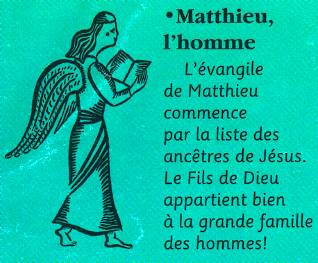 •Matthieu,
l'homme
L'évangile
de Matthieu
commence
par la liste des
ancêtres de Jésus.
Le Fils de Dieu
appartient bien
à la grande famille
des hommes!